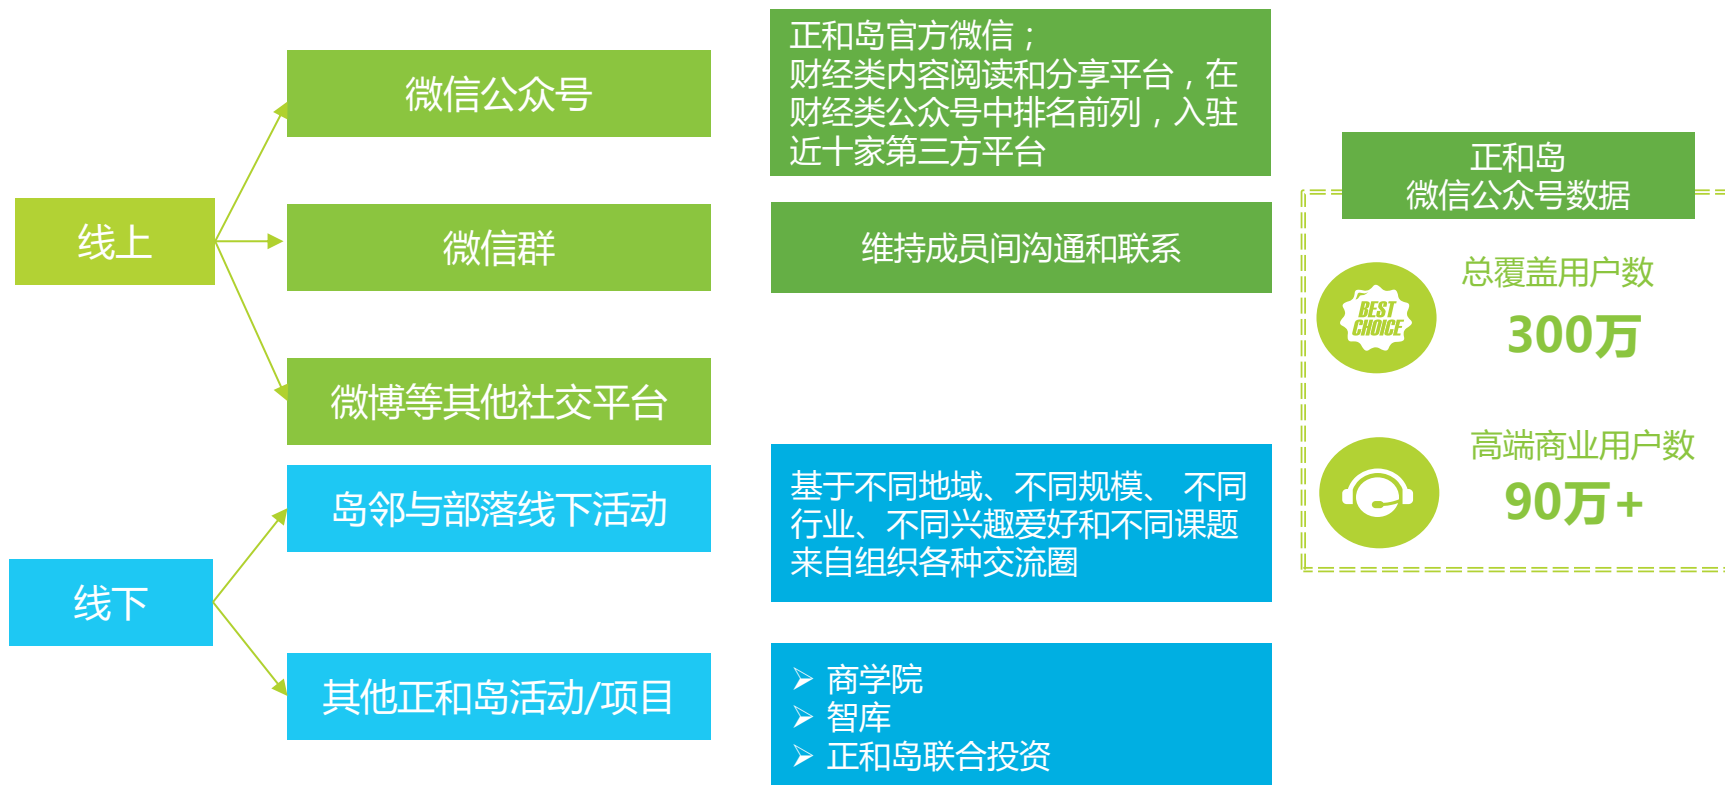 线上
微信公众号
正和岛官方微信；
财经类内容阅读和分享平台，在
财经类公众号中排名前列，入驻
近十家第三方平台
微信群
维持成员间沟通和联系
微博等其他社交平台
线下
岛邻与部落线下活动
基于不同地域、不同规模、 不同
行业、不同兴趣爱好和不同课题
来自组织各种交流圈
其他正和岛活动/项目
商学院
智库
正和岛联合投资
正和岛
微信公众号数据
BEST
CHOICE
总覆盖用户数
300万
高端商业用户数
90万+